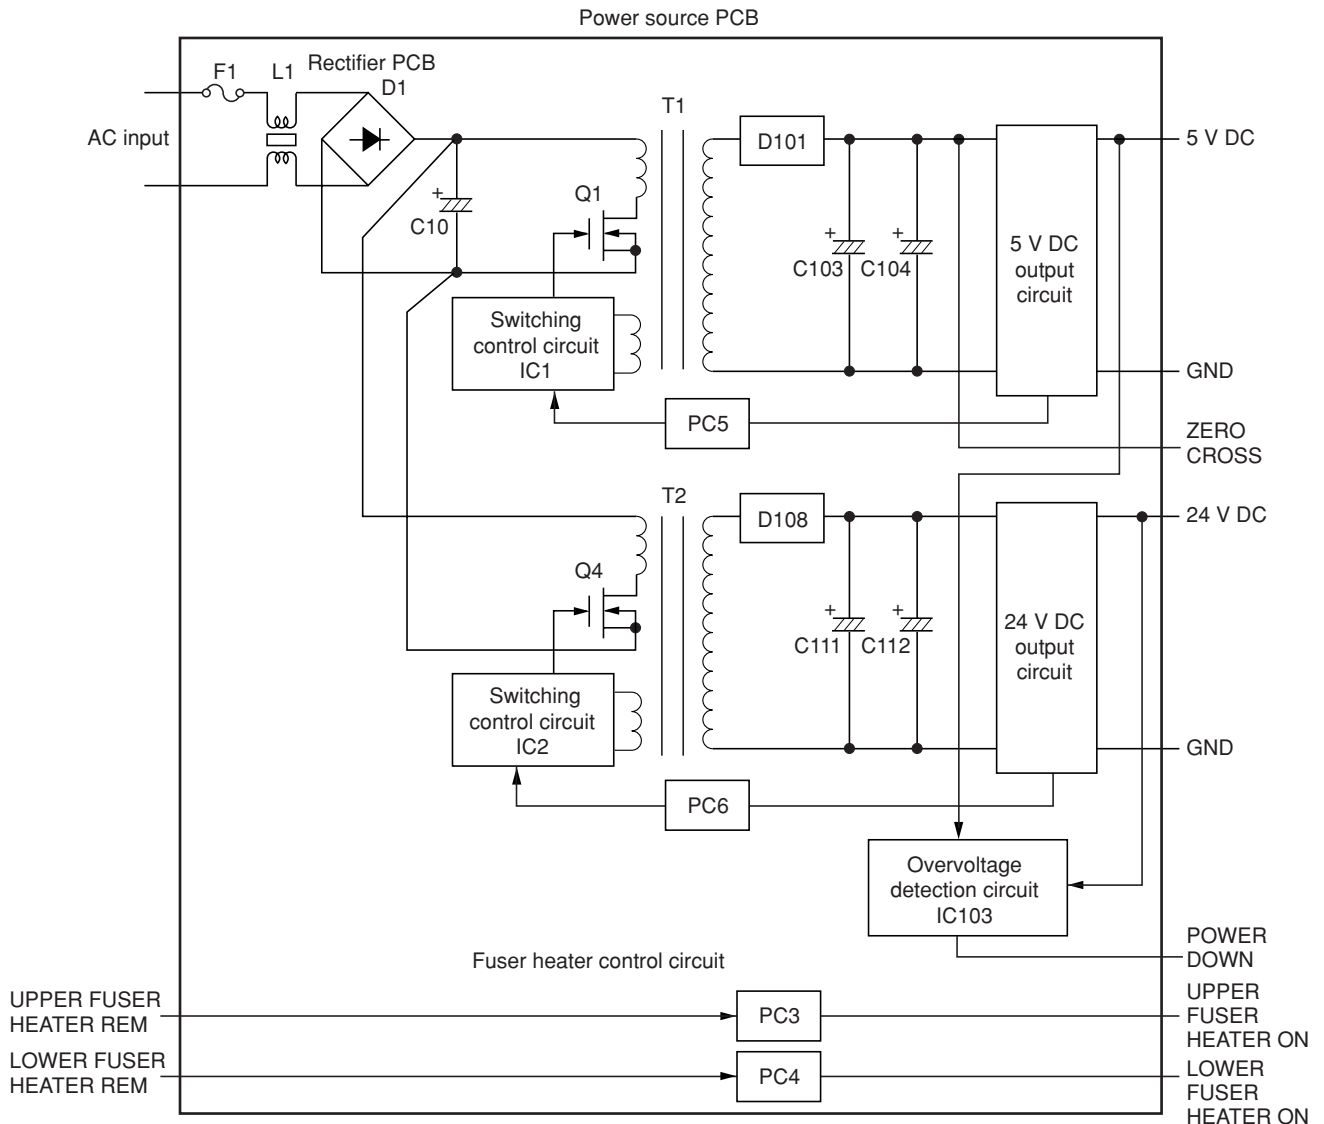 Power source PCB
F1
L1
Rectifier PCB
D1
AC input
T1
D101
5 V DC
Q1
+
C10
+
C103
+
C104
5 V DC
output
circuit
Switching
control circuit
IC1
GND
PC5
ZERO
CROSS
T2
D108
24 V DC
Q4
+
C111
+
C112
24 V DC
output
circuit
Switching
control circuit
IC2
GND
PC6
Overvoltage
detection circuit
IC103
POWER
DOWN
Fuser heater control circuit
UPPER FUSER
HEATER REM
PC3
UPPER
FUSER
HEATER ON
LOWER FUSER
HEATER REM
PC4
LOWER
FUSER
HEATER ON